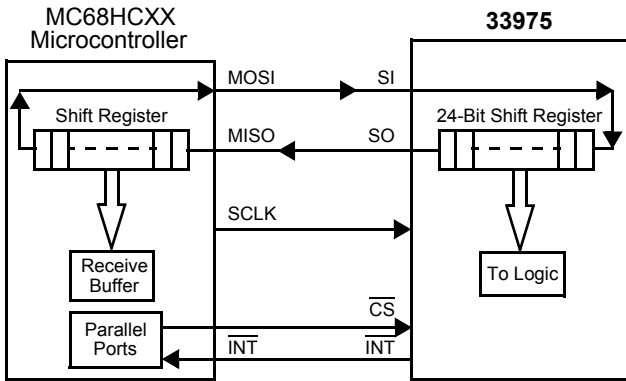 MC68HCXX
Microcontroller
33975
MOSI
SI
Shift Register
24-Bit Shift Register
MISO
SO
SCLK
Receive
Buffer
To Logic
CS
Parallel
Ports
INT
INT